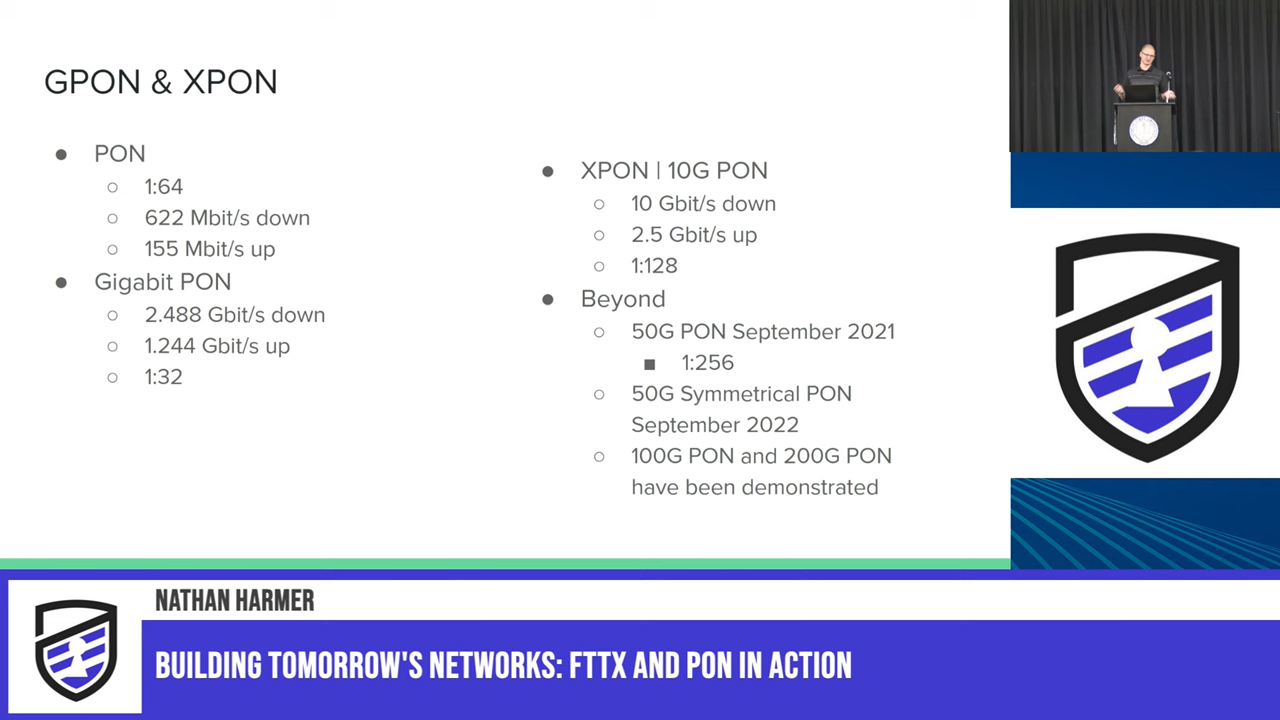 GPON & XPON
● PON
○ 1:64
○ 622 Mbit/s down
○ 155 Mbit/s up
● Gigabit PON
○ 2.488 Gbit/s down
○ 1.244 Gbit/s up
○ 1:32
● XPON | 10G PON
○ 10 Gbit/s down
○ 2.5 Gbit/s up
○ 1:128
● Beyond
○ 50G PON September 2021
■ 1:256
○ 50G Symmetrical PON
September 2022
○ 100G PON and 200G PON
have been demonstrated
NATHAN HARMER
BUILDING TOMORROW'S NETWORKS: FTTX AND PON IN ACTION